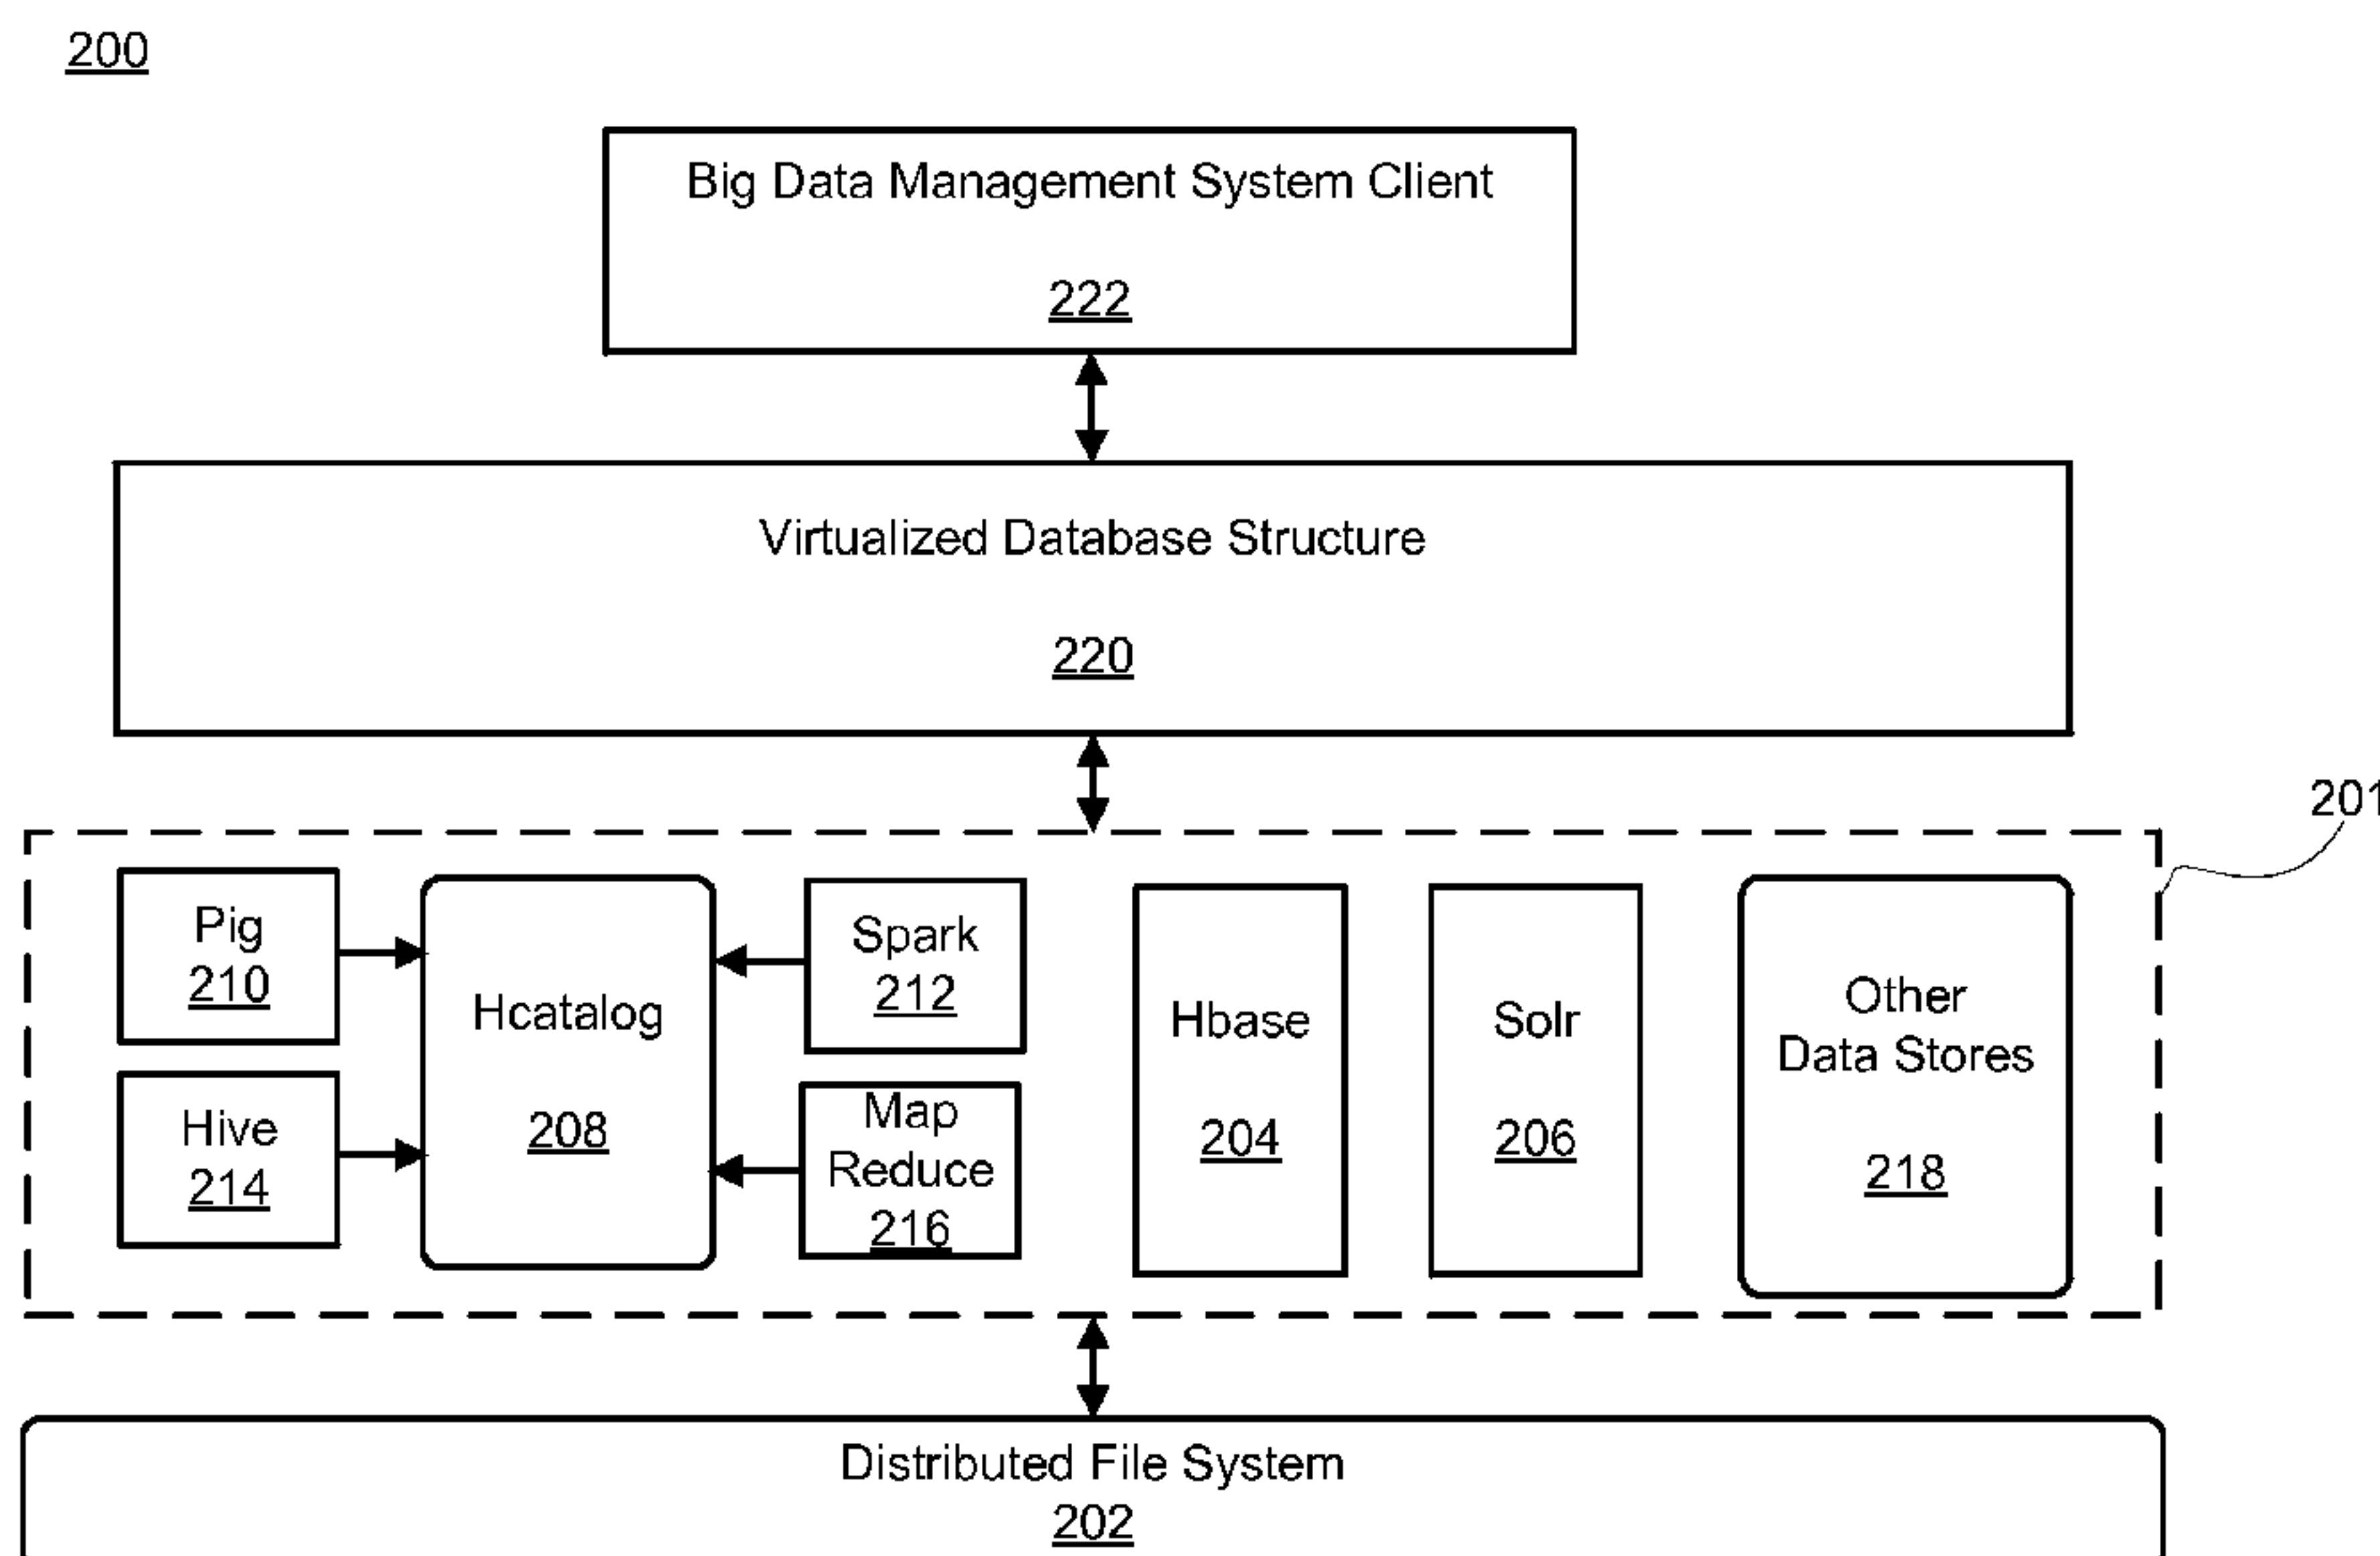 200
Big Data Management System Client
222
Virtualized Database Structure
220
201
Pig
210
Hive
214
Hcatalog
208
Spark
212
Map
Reduce
216
Hbase
204
Solr
206
Other
Data Stores
218
Distributed File System
202